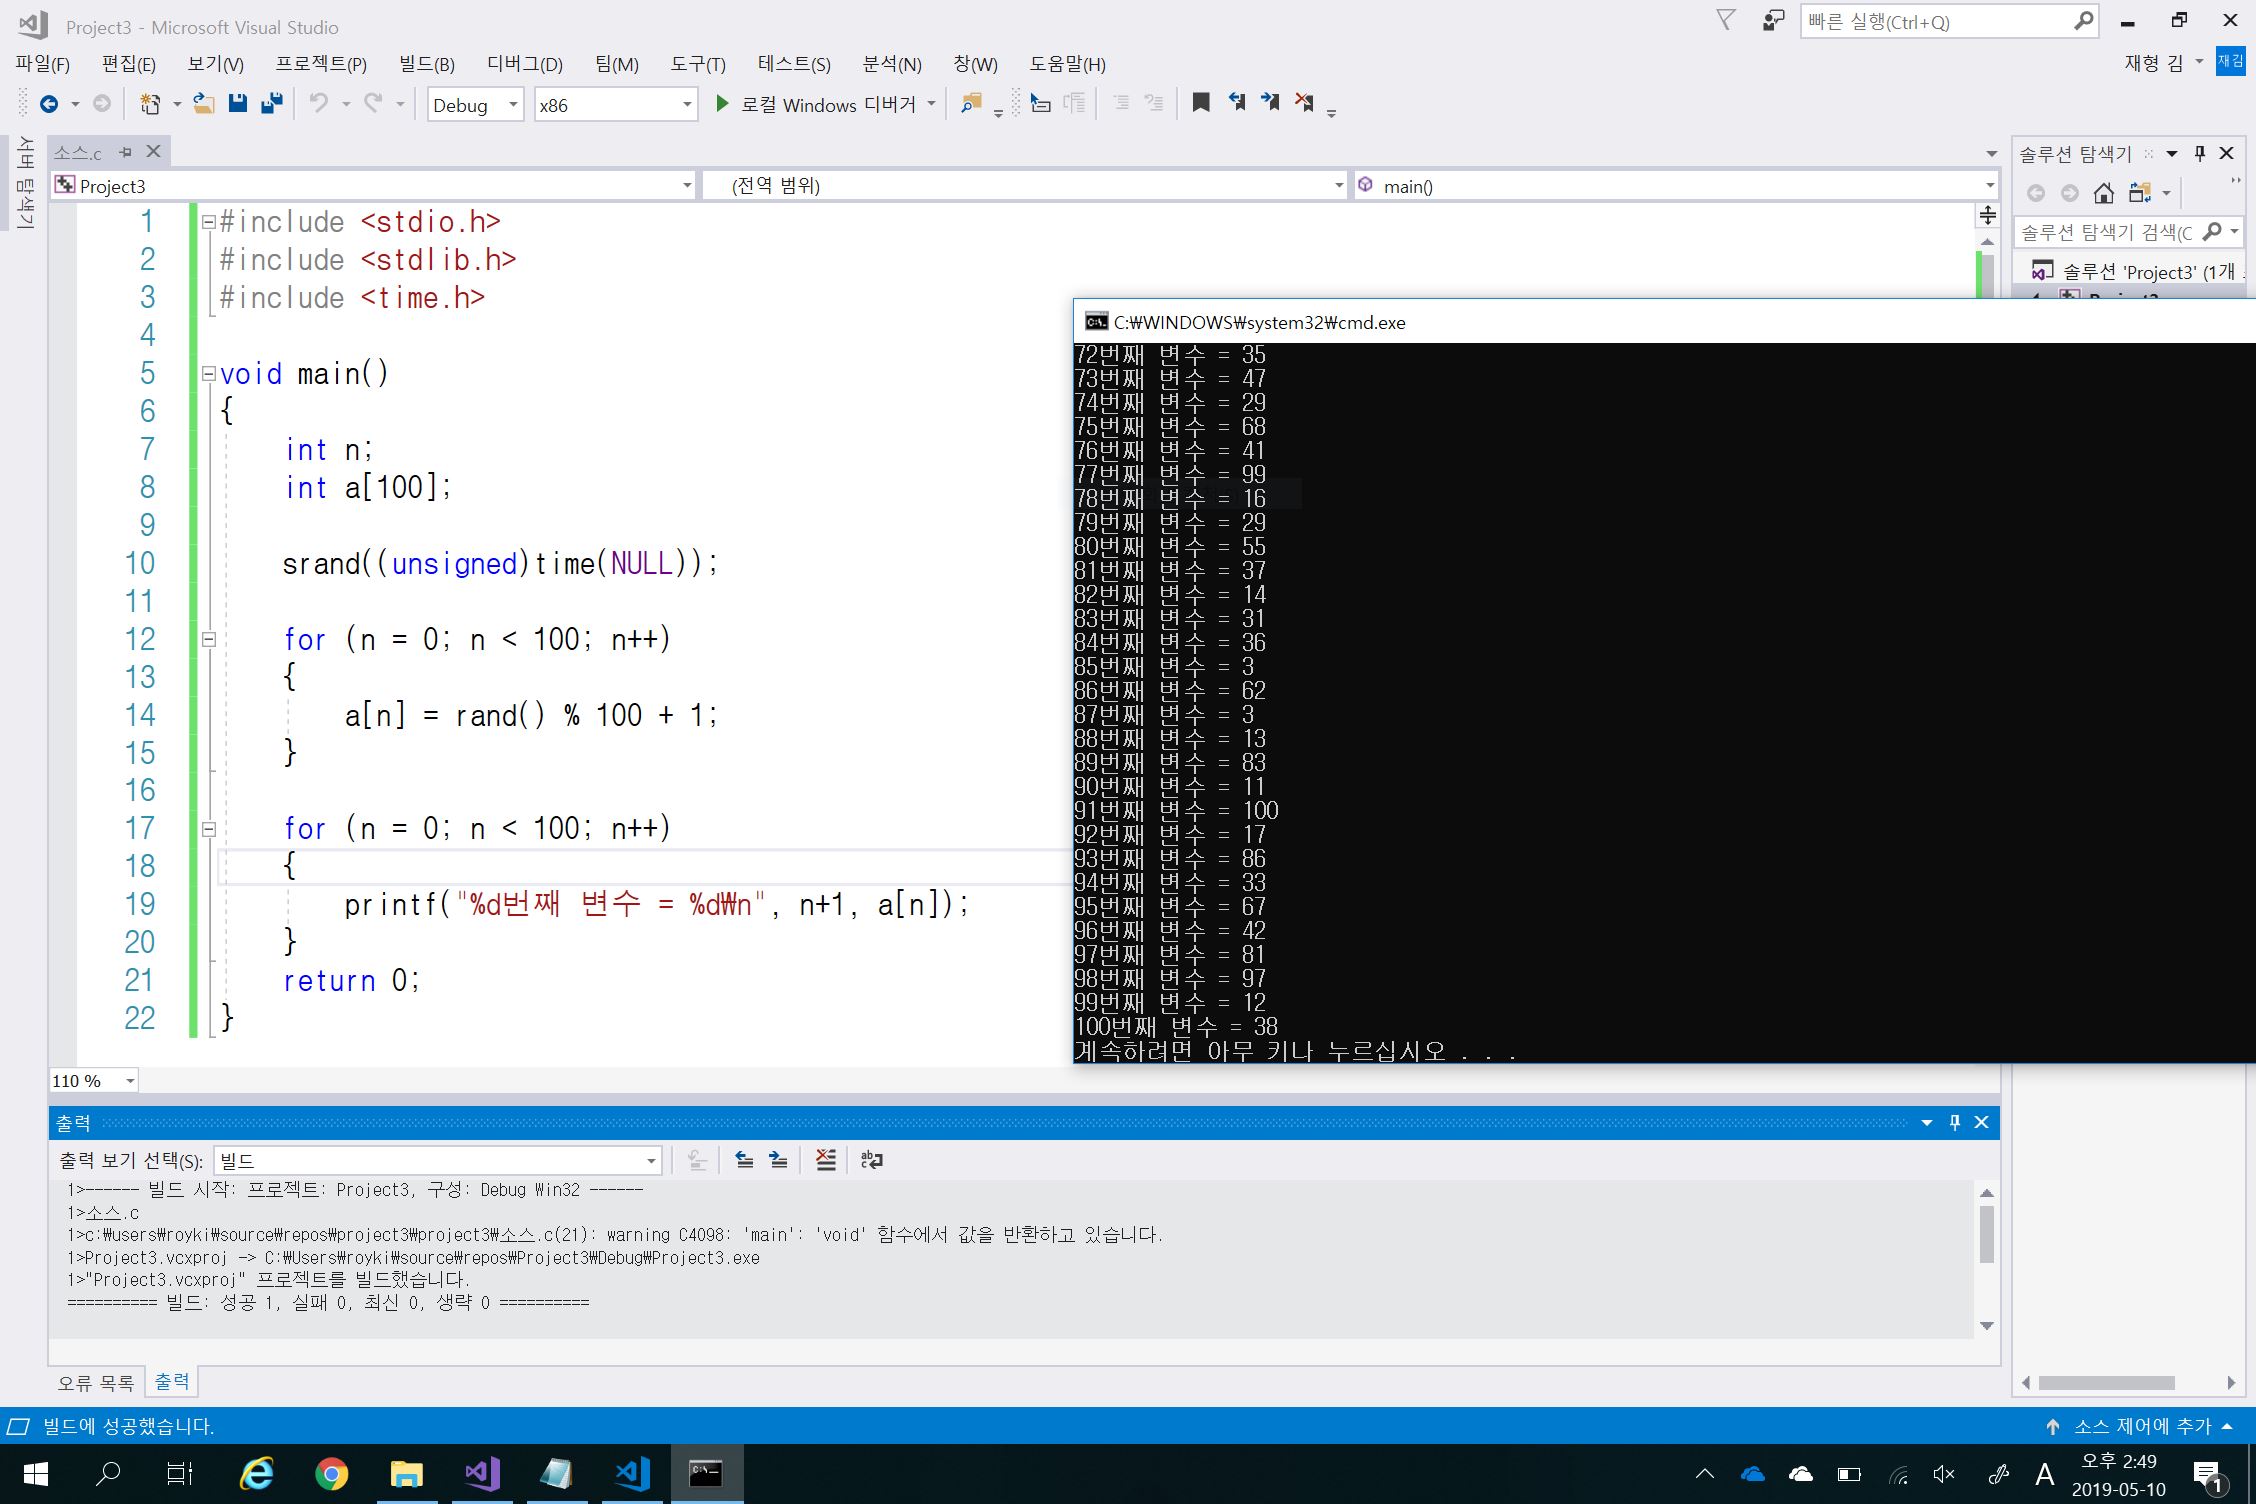 Project3 - Microsoft Visual Studio
빠른 실행(Ctrl+Q)
파일(F) 편집(E) 보기(V) 프로젝트(P) 빌드(B) 디버그(D) 팀(M) 도구(T) 테스트(S) 분석(N) 창(W) 도움말(H)
재형 김 재김
Debug x86 로컬 Windows 디버거
서버 탐색기
소스.c
Project3 (전역 범위) main()
1 #include <stdio.h>
2 #include <stdlib.h>
3 #include <time.h>
4
5 void main()
6 {
7 int n;
8 int a[100];
9
10 srand((unsigned)time(NULL));
11
12 for (n = 0; n < 100; n++)
13 {
14 a[n] = rand() % 100 + 1;
15 }
16
17 for (n = 0; n < 100; n++)
18 {
19 printf("%d번째 변수 = %d₩n", n+1, a[n]);
20 }
21 return 0;
22 }
110 %
솔루션 탐색기
솔루션 탐색기 검색(C
솔루션 'Project3' (1개
C:₩WINDOWS₩system32₩cmd.exe
72번째 변수 = 35
73번째 변수 = 47
74번째 변수 = 29
75번째 변수 = 68
76번째 변수 = 41
77번째 변수 = 99
78번째 변수 = 16
79번째 변수 = 29
80번째 변수 = 55
81번째 변수 = 37
82번째 변수 = 14
83번째 변수 = 31
84번째 변수 = 36
85번째 변수 = 3
86번째 변수 = 62
87번째 변수 = 3
88번째 변수 = 13
89번째 변수 = 83
90번째 변수 = 11
91번째 변수 = 100
92번째 변수 = 17
93번째 변수 = 86
94번째 변수 = 33
95번째 변수 = 67
96번째 변수 = 42
97번째 변수 = 81
98번째 변수 = 97
99번째 변수 = 12
100번째 변수 = 38
계속하려면 아무 키나 누르십시오 . . .
출력
출력 보기 선택(S): 빌드
1>------ 빌드 시작: 프로젝트: Project3, 구성: Debug Win32 ------
1>소스.c
1>c:₩users₩royki₩source₩repos₩project3₩project3₩소스.c(21): warning C4098: 'main': 'void' 함수에서 값을 반환하고 있습니다.
1>Project3.vcxproj -> C:₩Users₩royki₩source₩repos₩Project3₩Debug₩Project3.exe
1>"Project3.vcxproj" 프로젝트를 빌드했습니다.
========== 빌드: 성공 1, 실패 0, 최신 0, 생략 0 ==========
오류 목록 출력
빌드에 성공했습니다.
소스 제어에 추가
A
오후 2:49
2019-05-10
1